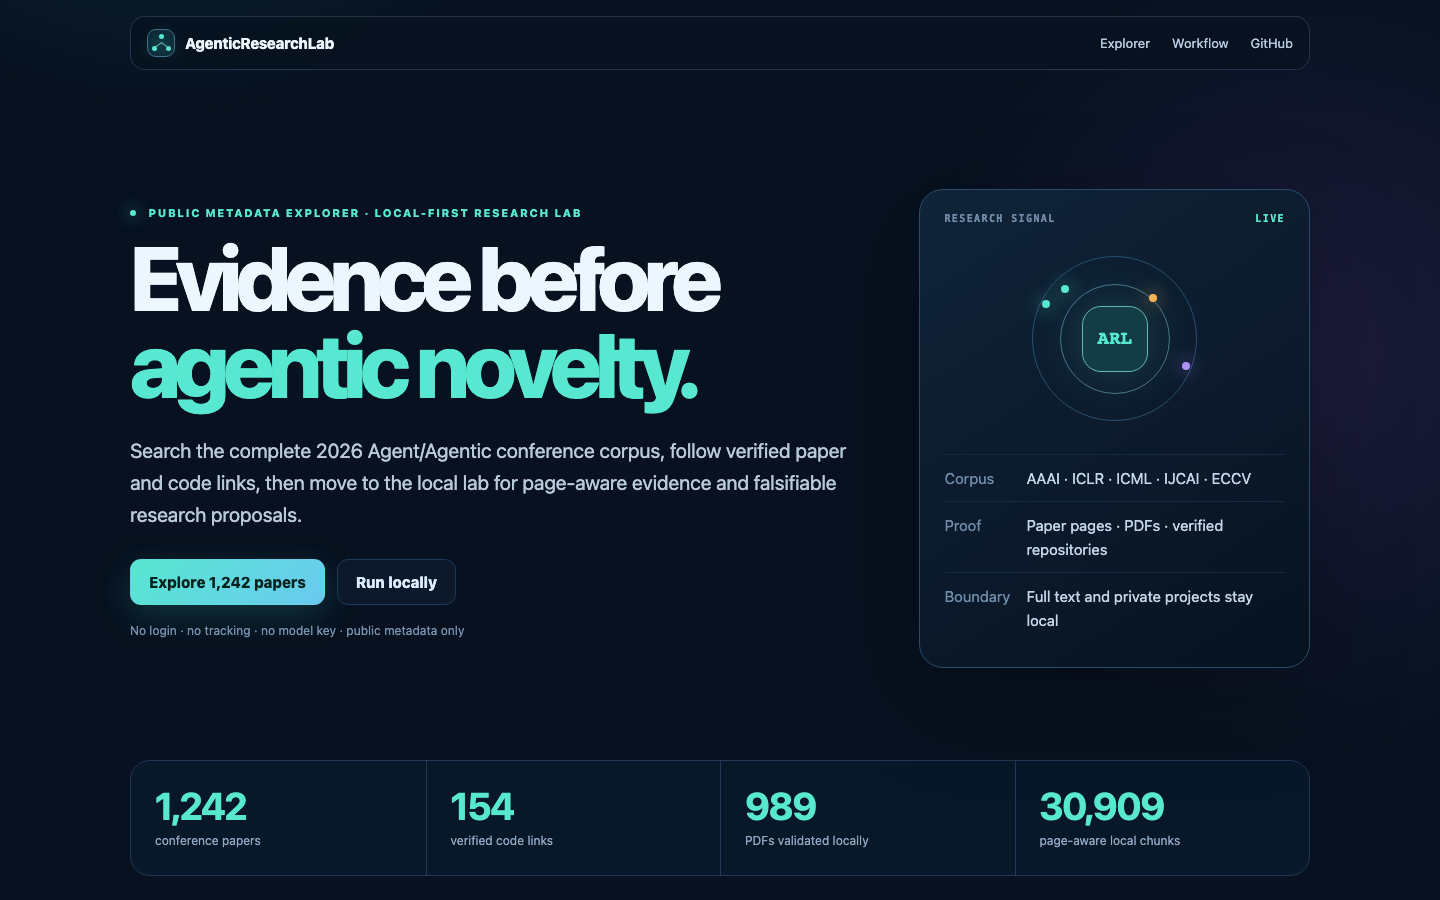 AgenticResearchLab
Explorer
Workflow
GitHub
PUBLIC METADATA EXPLORER · LOCAL-FIRST RESEARCH LAB
Evidence before
agentic novelty.
Search the complete 2026 Agent/Agentic conference corpus, follow verified paper
and code links, then move to the local lab for page-aware evidence and falsifiable
research proposals.
Explore 1,242 papers
Run locally
No login · no tracking · no model key · public metadata only
RESEARCH SIGNAL
LIVE
ARL
Corpus
AAAI · ICLR · ICML · IJCAI · ECCV
Proof
Paper pages · PDFs · verified
repositories
Boundary
Full text and private projects stay
local
1,242
conference papers
154
verified code links
989
PDFs validated locally
30,909
page-aware local chunks